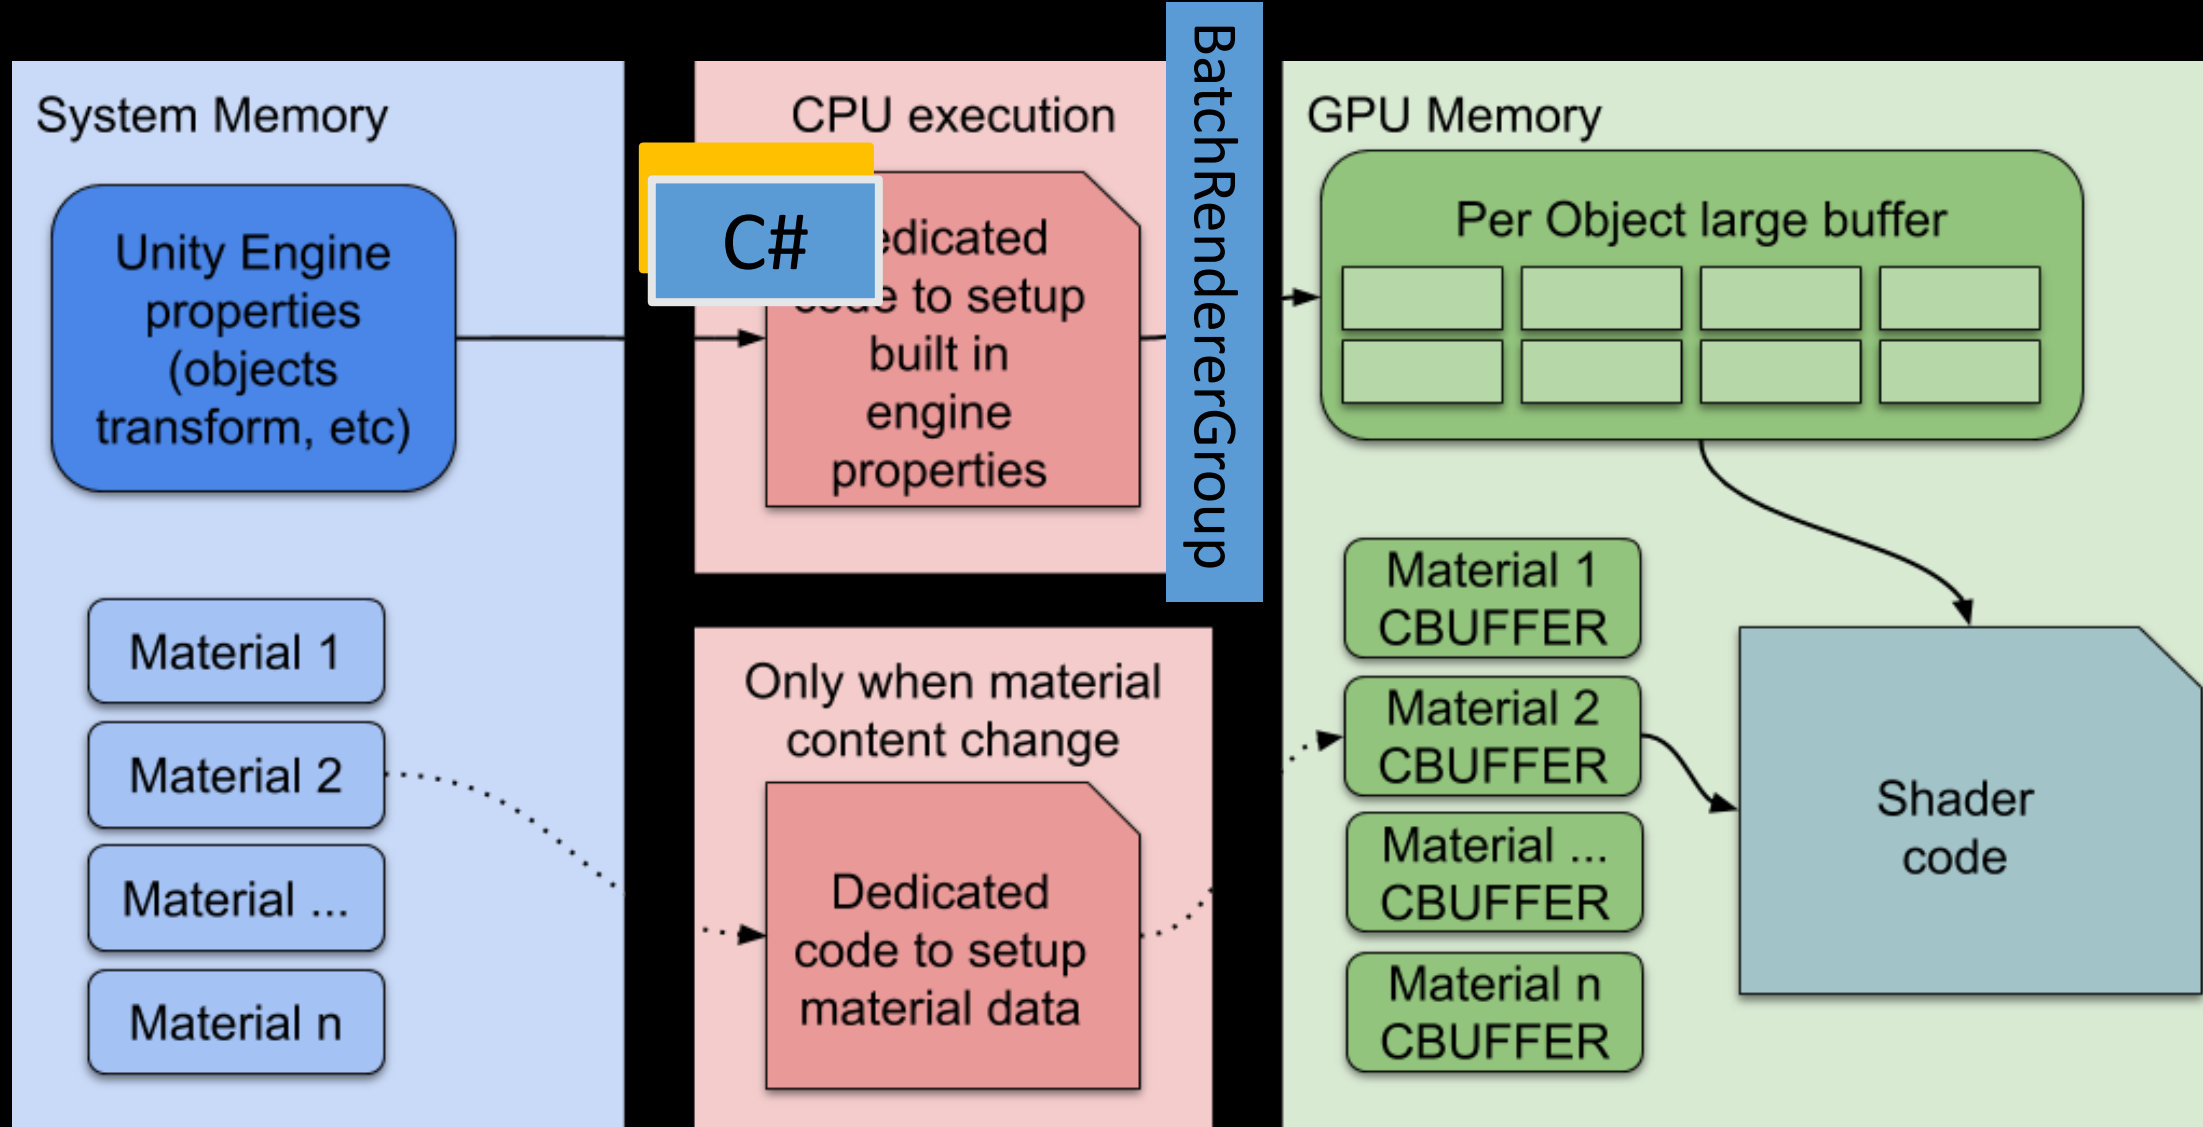 System Memory
Unity Engine
properties
(objects
transform, etc)
Material 1
Material 2
Material ...
Material n
CPU execution
C#
edicated
to setup
built in
engine
properties
Only when material
content change
Dedicated
code to setup
material data
BatchRendererGroup
GPU Memory
Per Object large buffer
Material 1
CBUFFER
Material 2
CBUFFER
Material ...
CBUFFER
Material n
CBUFFER
Shader
code